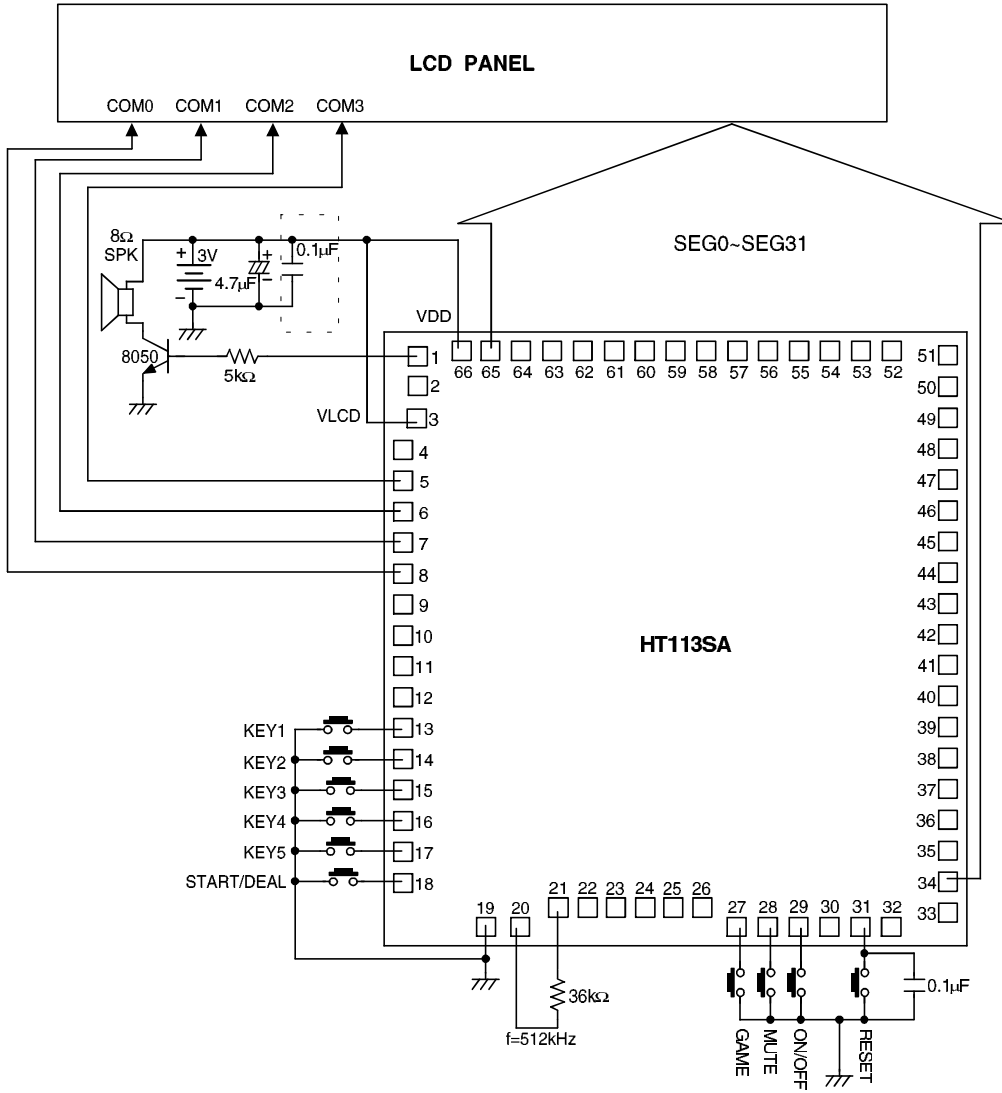 LCD PANEL
COM0 COM1 COM2 COM3
SEG0~SEG31
8Ω
SPK
+ 3V
−
4.7μF
+
−
0.1μF
VDD
8050
5kΩ
VLCD
1
2
3
4
5
6
7
8
9
10
11
12
13
14
15
16
17
18
66 65 64 63 62 61 60 59 58 57 56 55 54 53 52
51
50
49
48
47
46
45
44
43
42
41
40
39
38
37
36
35
34
33
HT113SA
KEY1
KEY2
KEY3
KEY4
KEY5
START/DEAL
19 20 21 22 23 24 25 26 27 28 29 30 31 32
36kΩ
f=512kHz
0.1μF
GAME
MUTE
ON/OFF
RESET